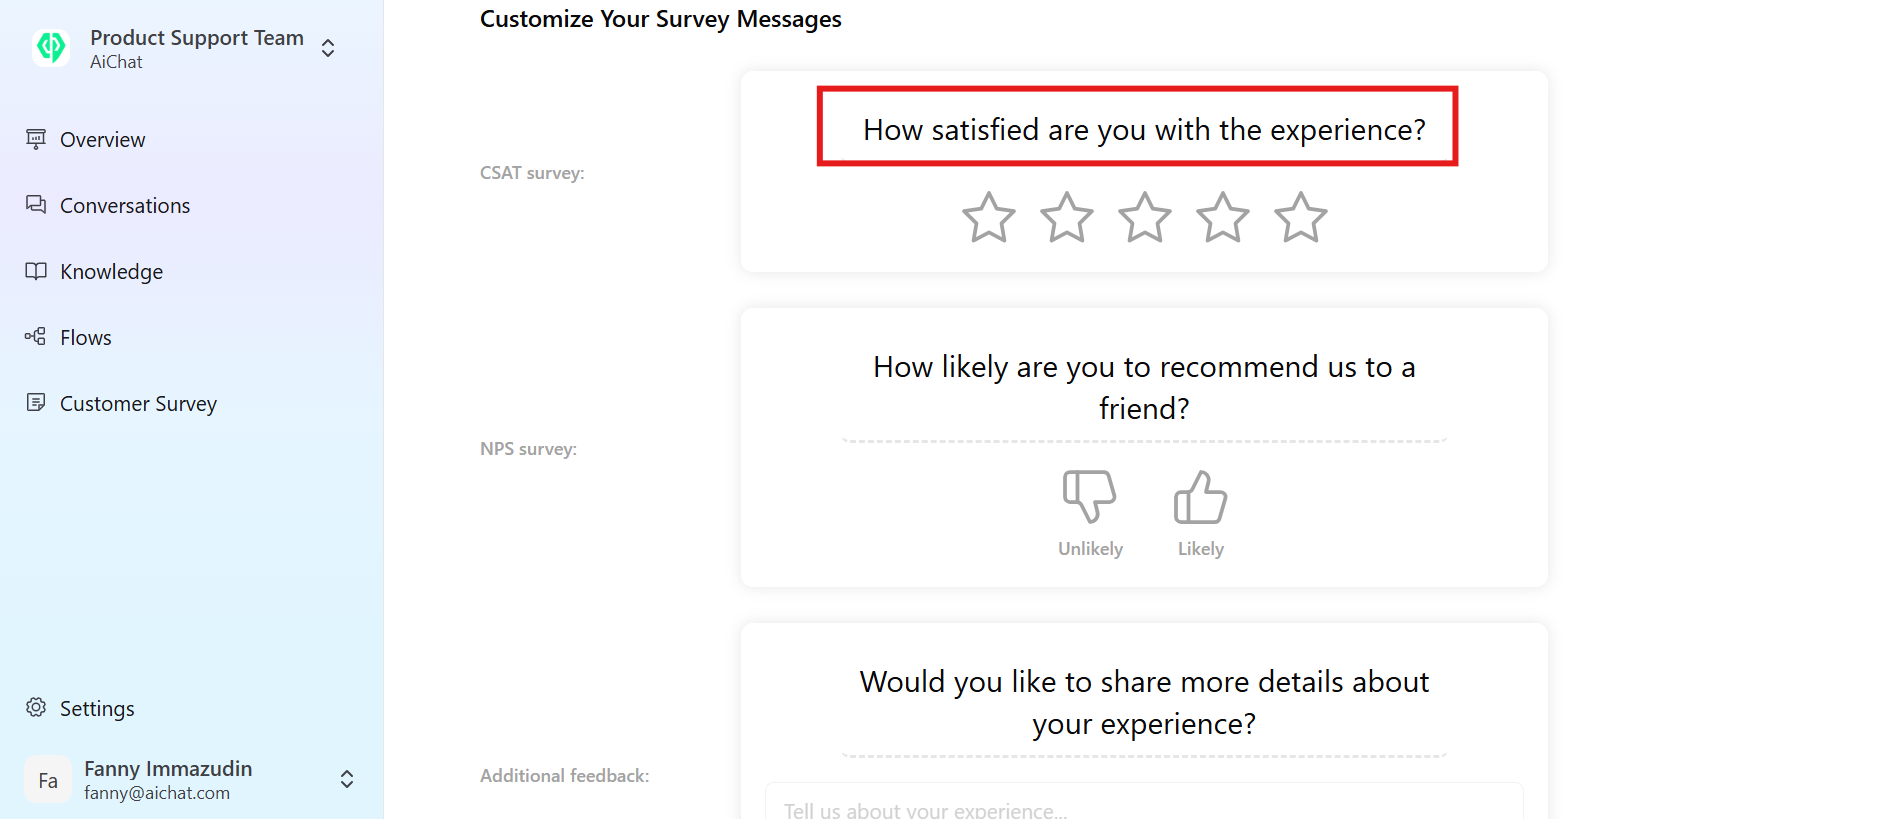 Product Support Team
AiChat
Overview
Conversations
Knowledge
Flows
Customer Survey
Settings
Fa
Fanny Immazudin
fanny@aichat.com
Customize Your Survey Messages
CSAT survey:
How satisfied are you with the experience?
NPS survey:
How likely are you to recommend us to a
friend?
Unlikely
Likely
Additional feedback:
Would you like to share more details about
your experience?
Tell us about your experience...